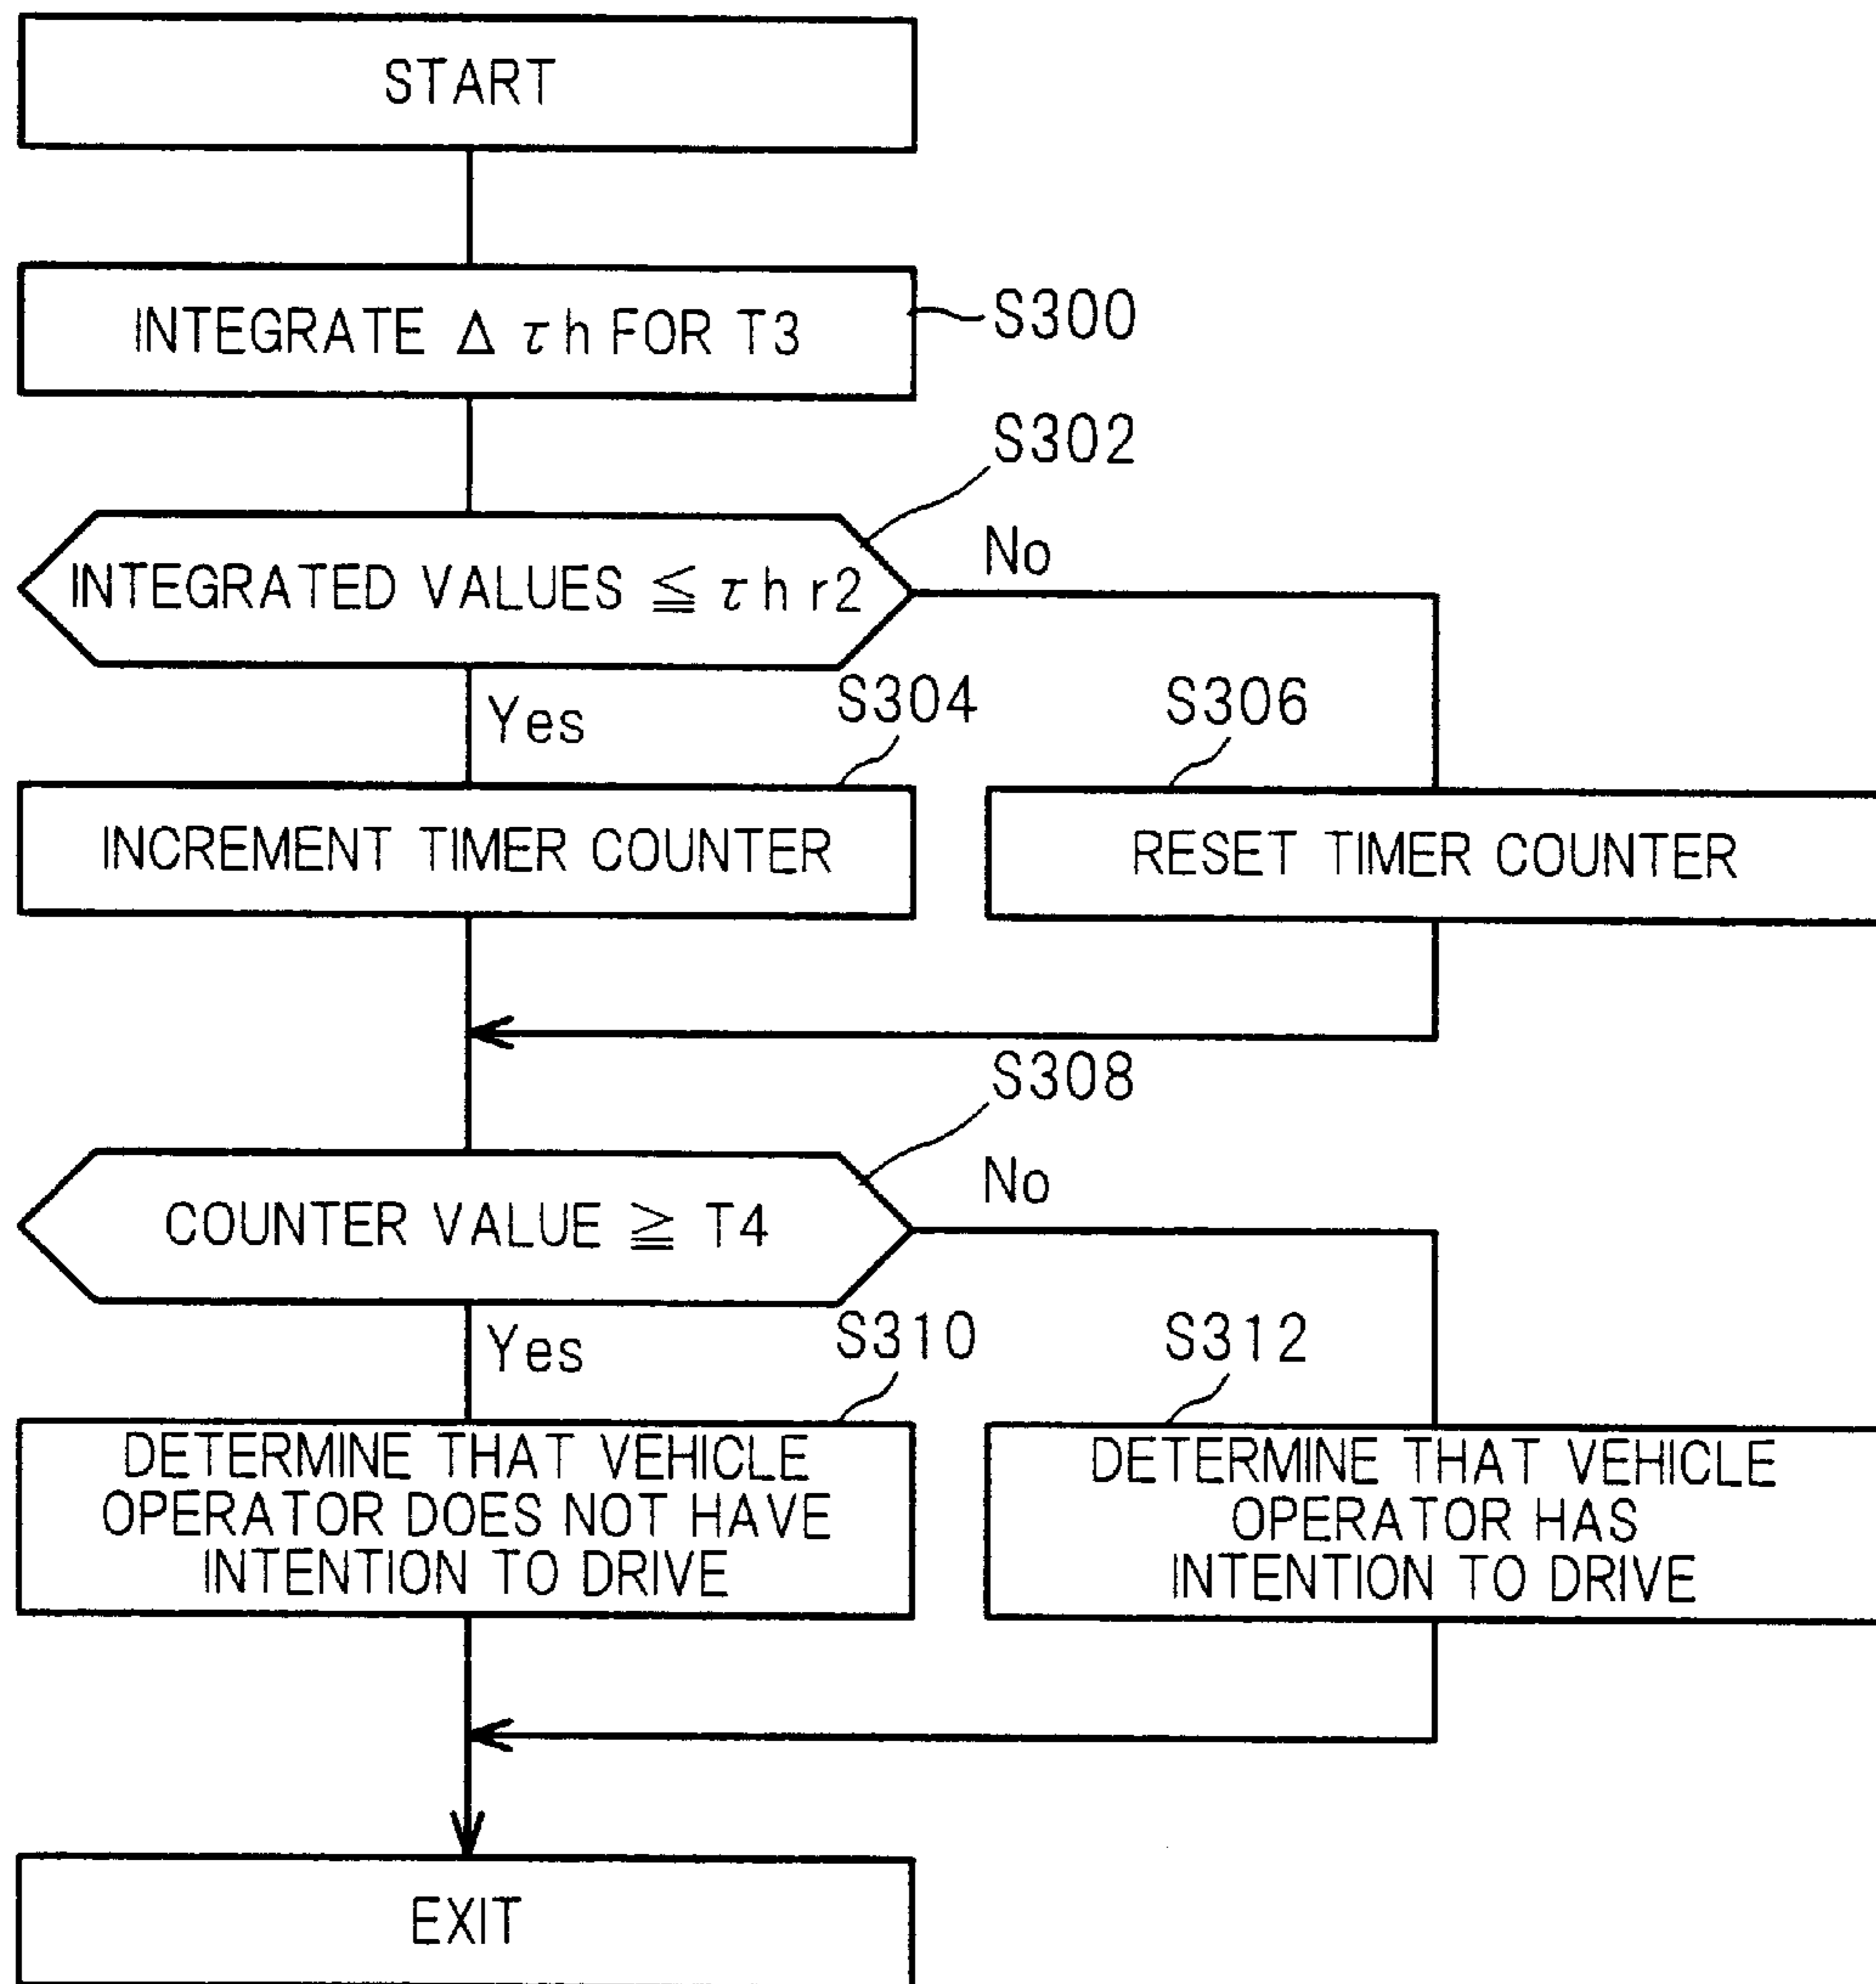 START
INTEGRATE Δ τh FOR T3
S300
S302
INTEGRATED VALUES ≦ τhr2
No
Yes
S304
S306
INCREMENT TIMER COUNTER
RESET TIMER COUNTER
S308
COUNTER VALUE ≧ T4
No
Yes
S310
S312
DETERMINE THAT VEHICLE
OPERATOR DOES NOT HAVE
INTENTION TO DRIVE
DETERMINE THAT VEHICLE
OPERATOR HAS
INTENTION TO DRIVE
EXIT